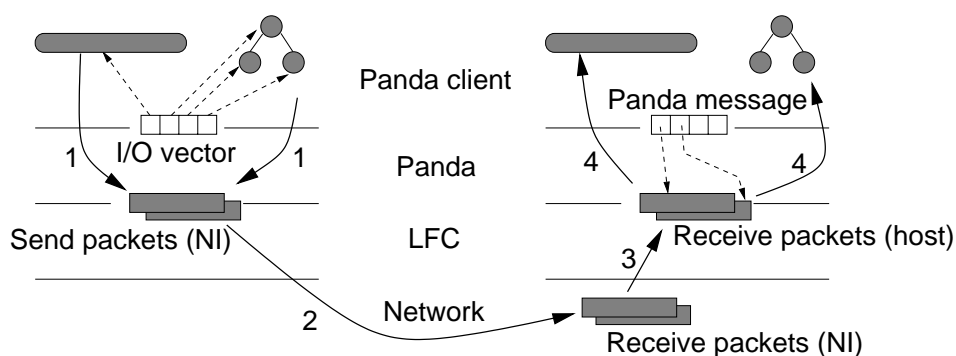 Panda client
Panda message
I/O vector
1
1
4
4
Panda
Send packets (NI)
LFC
Receive packets (host)
3
2
Network
Receive packets (NI)